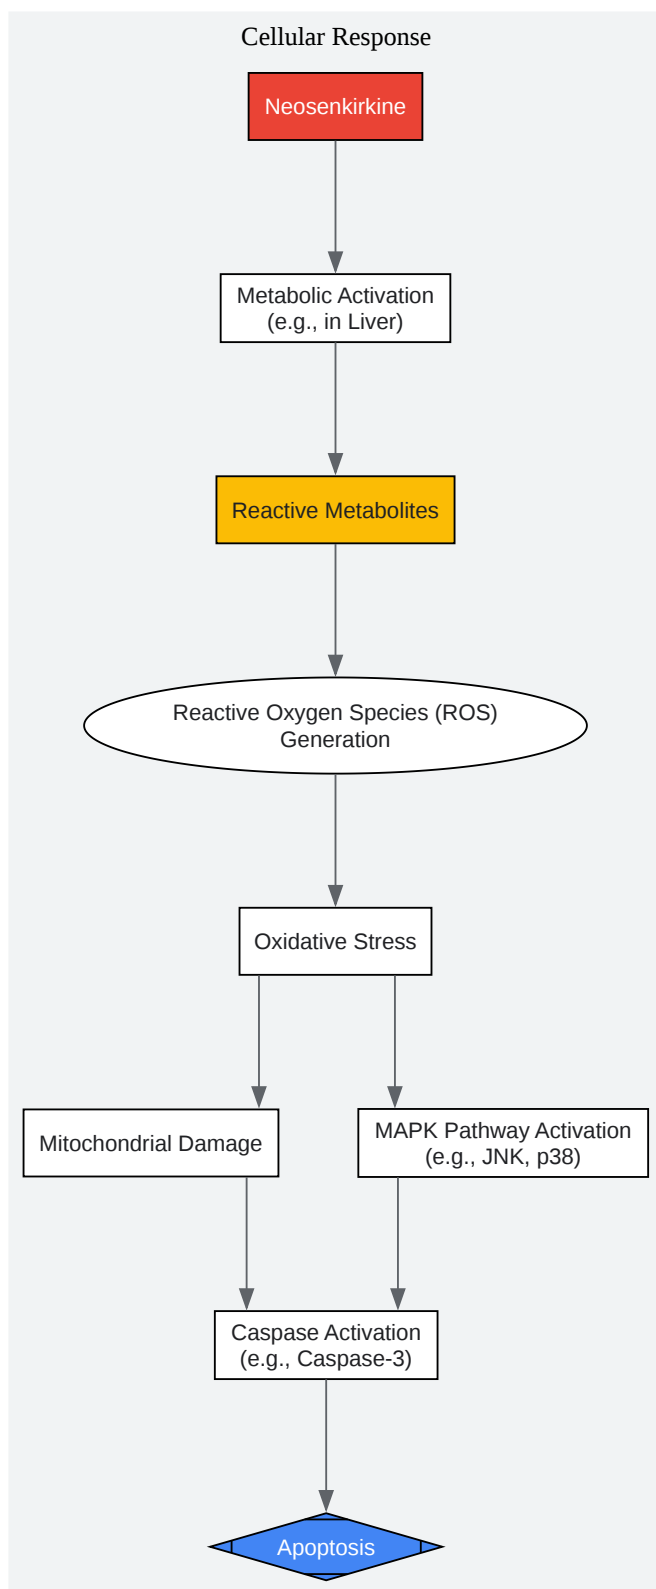 Cellular Response
Neosenkirkine
Metabolic Activation
(e.g., in Liver)
Reactive Metabolites
Reactive Oxygen Species (ROS)
Generation
Oxidative Stress
Mitochondrial Damage
MAPK Pathway Activation
(e.g., JNK, p38)
Caspase Activation
(e.g., Caspase-3)
Apoptosis